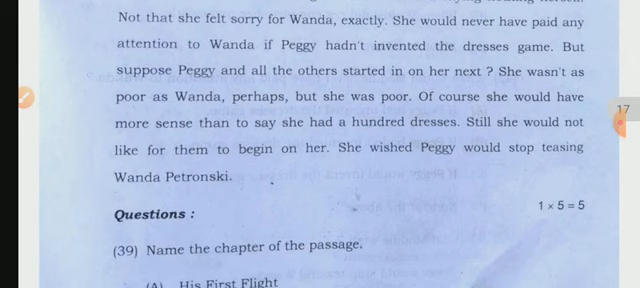 Not that she felt sorry for Wanda, exactly. She would never have paid any
attention to Wanda if Peggy hadn't invented the dresses game. But
suppose Peggy and all the others started in on her next ? She wasn't as
poor as Wanda, perhaps, but she was poor. Of course she would have
more sense than to say she had a hundred dresses. Still she would not
like for them to begin on her. She wished Peggy would stop teasing
Wanda Petronski.
Questions :
1 × 5 = 5
(39) Name the chapter of the passage.
(A) His First Flight
17